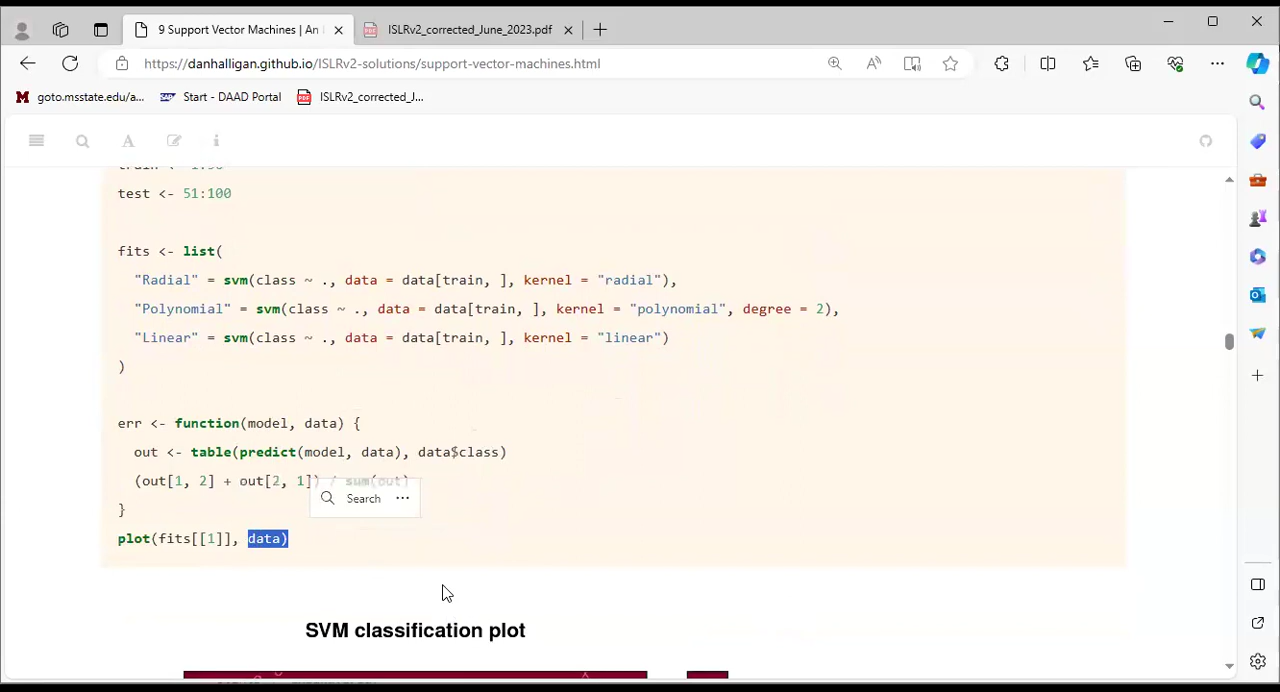 9 Support Vector Machines | An I
ISLRv2_corrected_June_2023.pdf
https://danhalligan.github.io/ISLRv2-solutions/support-vector-machines.html
goto.msstate.edu/a...
Start - DAAD Portal
ISLRv2_corrected_J...
test <- 51:100
fits <- list(
"Radial" = svm(class ~ ., data = data[train, ], kernel = "radial"),
"Polynomial" = svm(class ~ ., data = data[train, ], kernel = "polynomial", degree = 2),
"Linear" = svm(class ~ ., data = data[train, ], kernel = "linear")
)
err <- function(model, data) {
out <- table(predict(model, data), data$class)
(out[1, 2] + out[2, 1]) / sum(out)
Search
}
plot(fits[[1]], data)
SVM classification plot